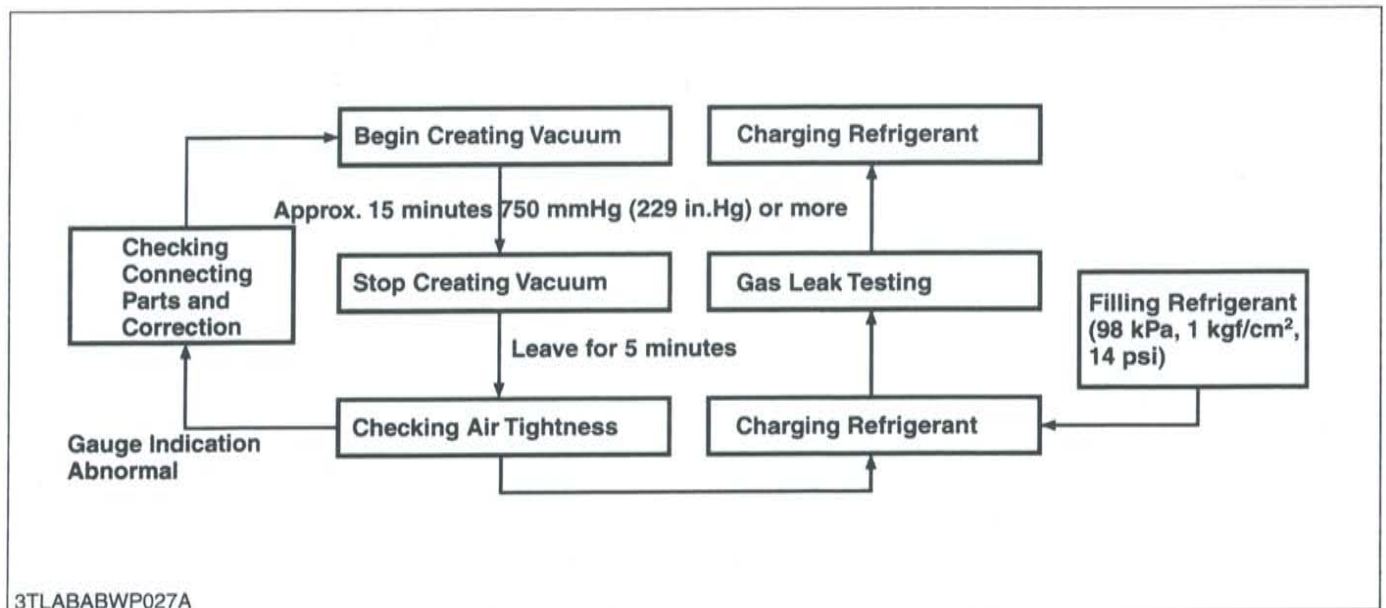 Begin Creating Vacuum
Approx. 15 minutes 750 mmHg (229 in.Hg) or more
Stop Creating Vacuum
Leave for 5 minutes
Checking Air Tightness
Gauge Indication
Abnormal
Checking
Connecting
Parts and
Correction
Charging Refrigerant
Gas Leak Testing
Charging Refrigerant
Filling Refrigerant
(98 kPa, 1 kgf/cm²,
14 psi)
3TLABABWP027A